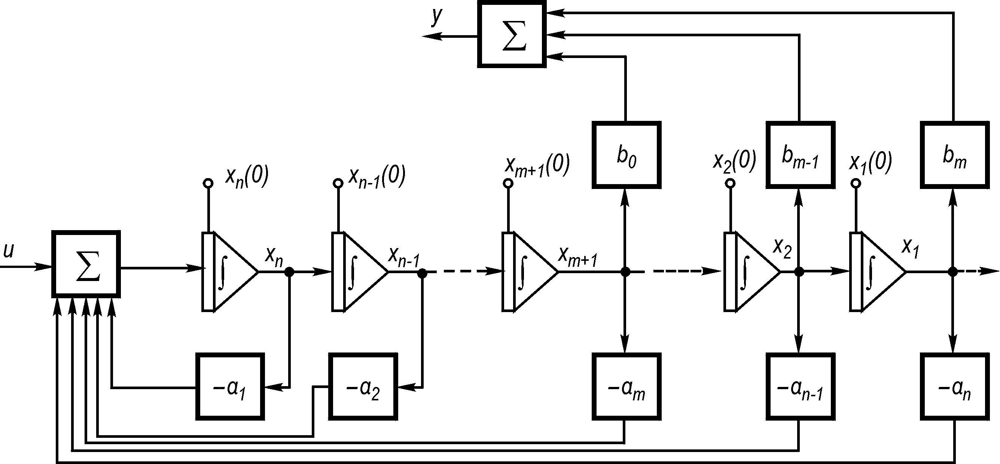 y
∑
b₀
bₘ₋₁
bₘ
xₙ(0)
xₙ₋₁(0)
xₘ₊₁(0)
x₂(0)
x₁(0)
u
∑
∫
xₙ
∫
xₙ₋₁
∫
xₘ₊₁
∫
x₂
∫
x₁
–a₁
–a₂
–aₘ
–aₙ₋₁
–aₙ